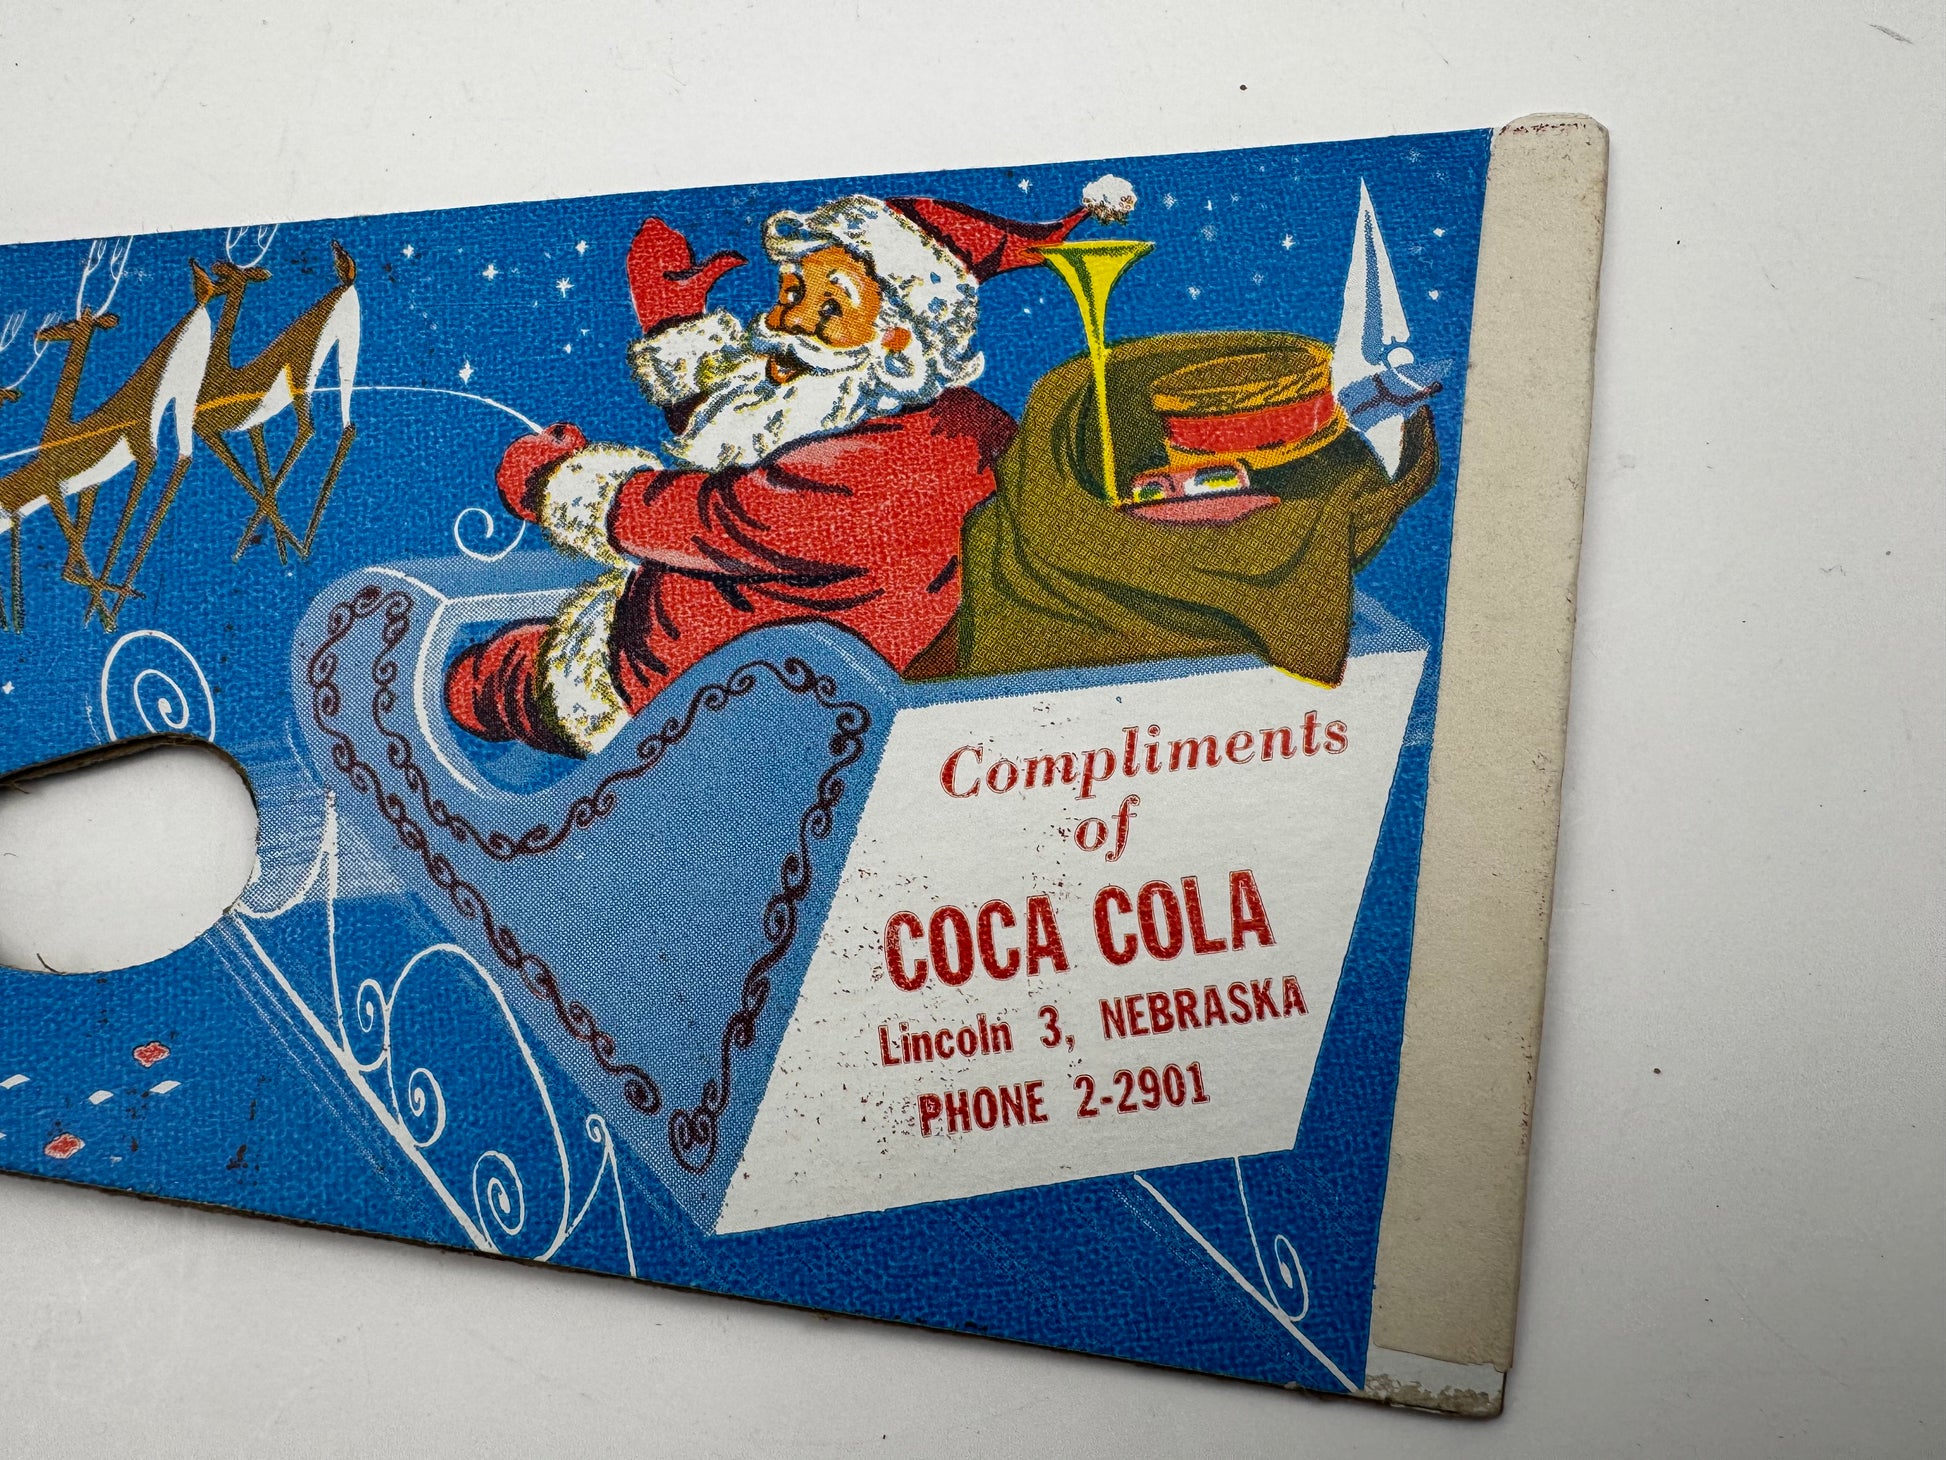 Compliments
of
COCA COLA
Lincoln 3, NEBRASKA
PHONE 2-2901